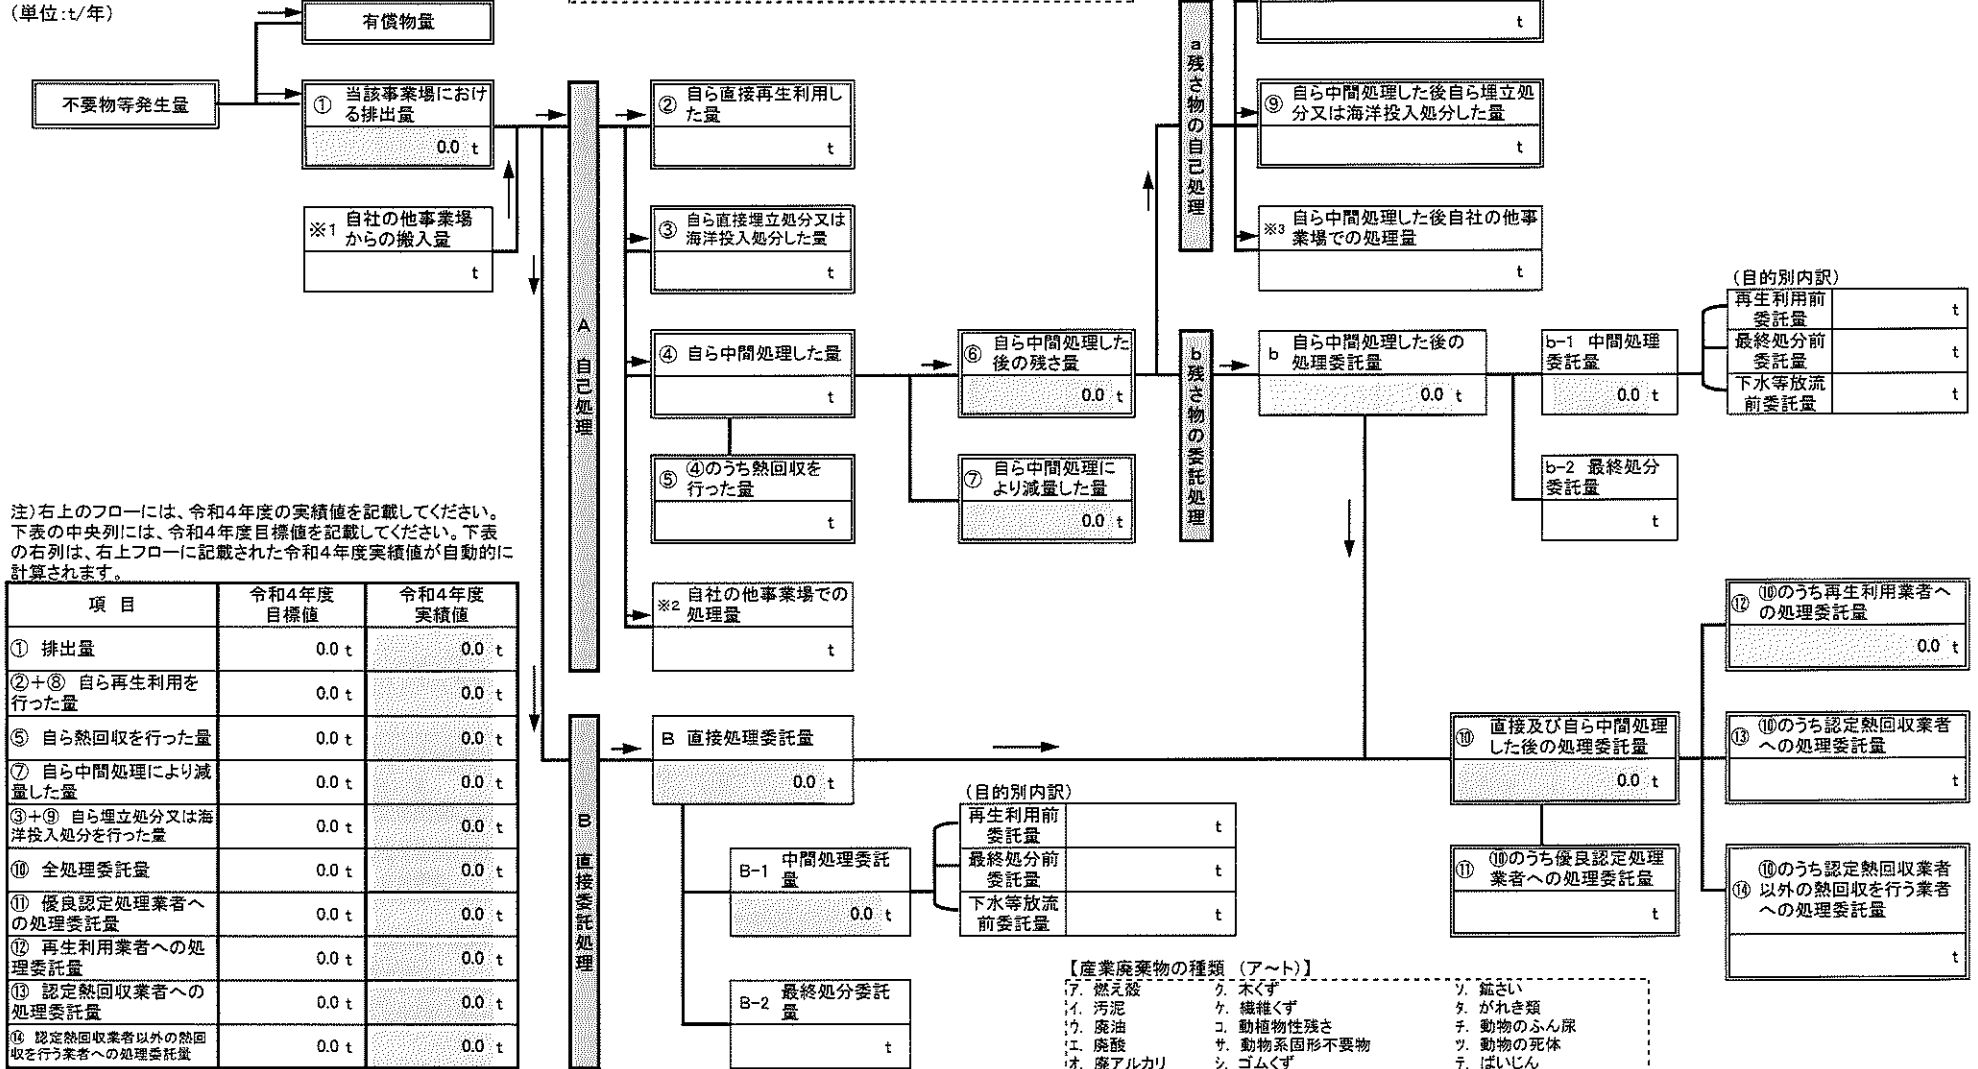 (単位:t/年)
有償物量
不要物等発生量
① 当該事業場におけ
る排出量
0.0 t
※1 自社の他事業場
からの搬入量
t
A 自己処理
② 自ら直接再生利用し
た量
t
③ 自ら直接埋立処分又は
海洋投入処分した量
t
④ 自ら中間処理した量
t
⑤ ④のうち熱回収を
行った量
t
※2 自社の他事業場での
処理量
t
⑥ 自ら中間処理した
後の残さ量
0.0 t
⑦ 自ら中間処理に
より減量した量
0.0 t
a残さ物の自己処理
t
⑨ 自ら中間処理した後自ら埋立処
分又は海洋投入処分した量
t
※3 自ら中間処理した後自社の他事
業場での処理量
t
b残さ物の委託処理
b 自ら中間処理した後の
処理委託量
0.0 t
b-1 中間処理
委託量
0.0 t
b-2 最終処分
委託量
t
(目的別内訳)
再生利用前
委託量
t
最終処分前
委託量
t
下水等放流
前委託量
t
注)右上のフローには、令和4年度の実績値を記載してください。
下表の中央列には、令和4年度目標値を記載してください。下表
の右列は、右上フローに記載された令和4年度実績値が自動的に
計算されます。
項 目 令和4年度 令和4年度
目標値 実績値
① 排出量 0.0 t 0.0 t
②+⑧ 自ら再生利用を
行った量 0.0 t 0.0 t
⑤ 自ら熱回収を行った量 0.0 t 0.0 t
⑦ 自ら中間処理により減
量した量 0.0 t 0.0 t
③+⑨ 自ら埋立処分又は海
洋投入処分を行った量 0.0 t 0.0 t
⑩ 全処理委託量 0.0 t 0.0 t
⑪ 優良認定処理業者へ
の処理委託量 0.0 t 0.0 t
⑫ 再生利用業者への処
理委託量 0.0 t 0.0 t
⑬ 認定熱回収業者への
処理委託量 0.0 t 0.0 t
⑭ 認定熱回収業者以外の熱回
収を行う業者への処理委託量 0.0 t 0.0 t
B 直接委託処理
B 直接処理委託量
0.0 t
B-1 中間処理委託
量
0.0 t
B-2 最終処分委託
量
t
(目的別内訳)
再生利用前
委託量
t
最終処分前
委託量
t
下水等放流
前委託量
t
⑩ 直接及び自ら中間処理
した後の処理委託量
0.0 t
⑪ ⑩のうち優良認定処理
業者への処理委託量
t
⑫ ⑩のうち再生利用業者へ
の処理委託量
0.0 t
⑬ ⑩のうち認定熱回収業者
への処理委託量
t
⑭ ⑩のうち認定熱回収業者
以外の熱回収を行う業者
への処理委託量
t
【産業廃棄物の種類 (ア~ト)】
ア. 燃え殻 ク. 木くず ソ. 鉱さい
イ. 汚泥 ケ. 繊維くず タ. がれき類
ウ. 廃油 コ. 動植物性残さ チ. 動物のふん尿
エ. 廃酸 サ. 動物系固形不要物 ツ. 動物の死体
オ. 廃アルカリ シ. ゴムくず テ. ばいじん